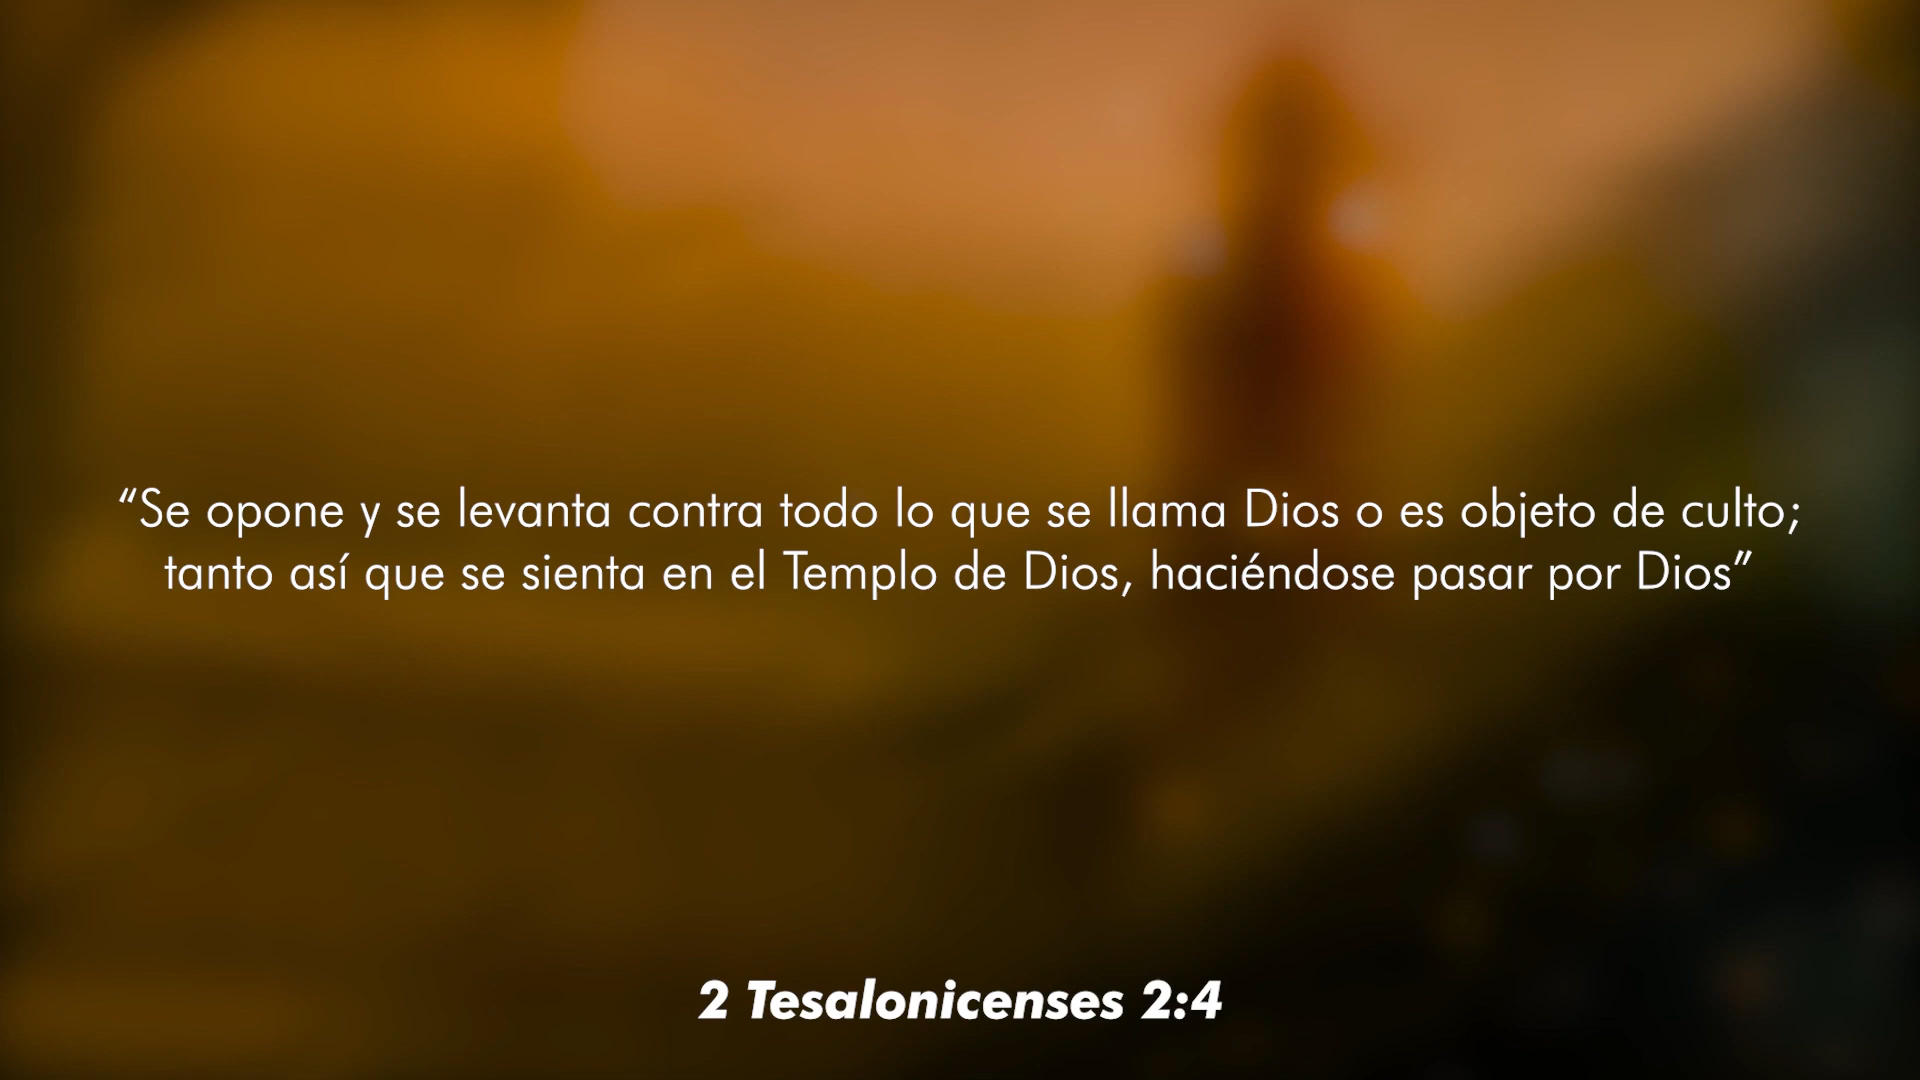 “Se opone y se levanta contra todo lo que se llama Dios o es objeto de culto;
tanto así que se sienta en el Templo de Dios, haciéndose pasar por Dios”
2 Tesalonicenses 2:4